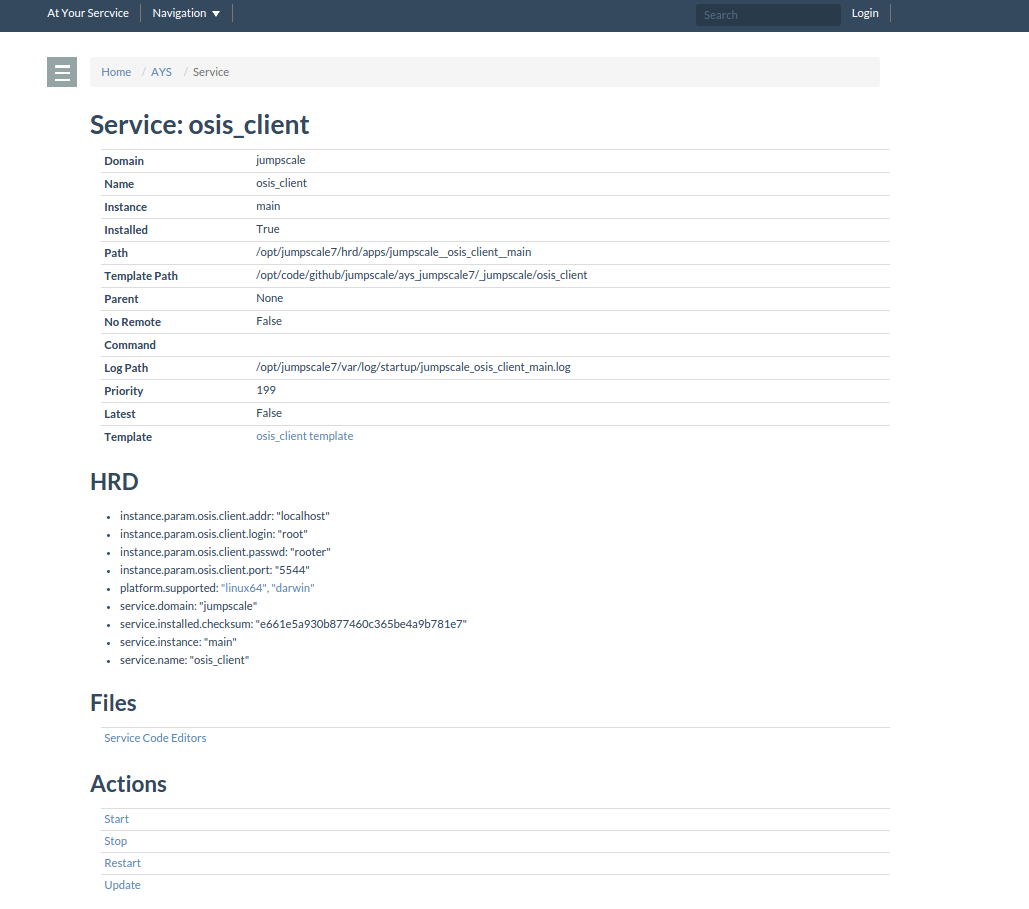 At Your Sercvice Navigation Search Login
Home / AYS / Service
Service: osis_client
Domain jumpscale
Name osis_client
Instance main
Installed True
Path /opt/jumpscale7/hrd/apps/jumpscale__osis_client__main
Template Path /opt/code/github/jumpscale/ays_jumpscale7/_jumpscale/osis_client
Parent None
No Remote False
Command
Log Path /opt/jumpscale7/var/log/startup/jumpscale_osis_client_main.log
Priority 199
Latest False
Template osis_client template
HRD
• instance.param.osis.client.addr: "localhost"
• instance.param.osis.client.login: "root"
• instance.param.osis.client.passwd: "rooter"
• instance.param.osis.client.port: "5544"
• platform.supported: "linux64", "darwin"
• service.domain: "jumpscale"
• service.installed.checksum: "e661e5a930b877460c365be4a9b781e7"
• service.instance: "main"
• service.name: "osis_client"
Files
Service Code Editors
Actions
Start
Stop
Restart
Update